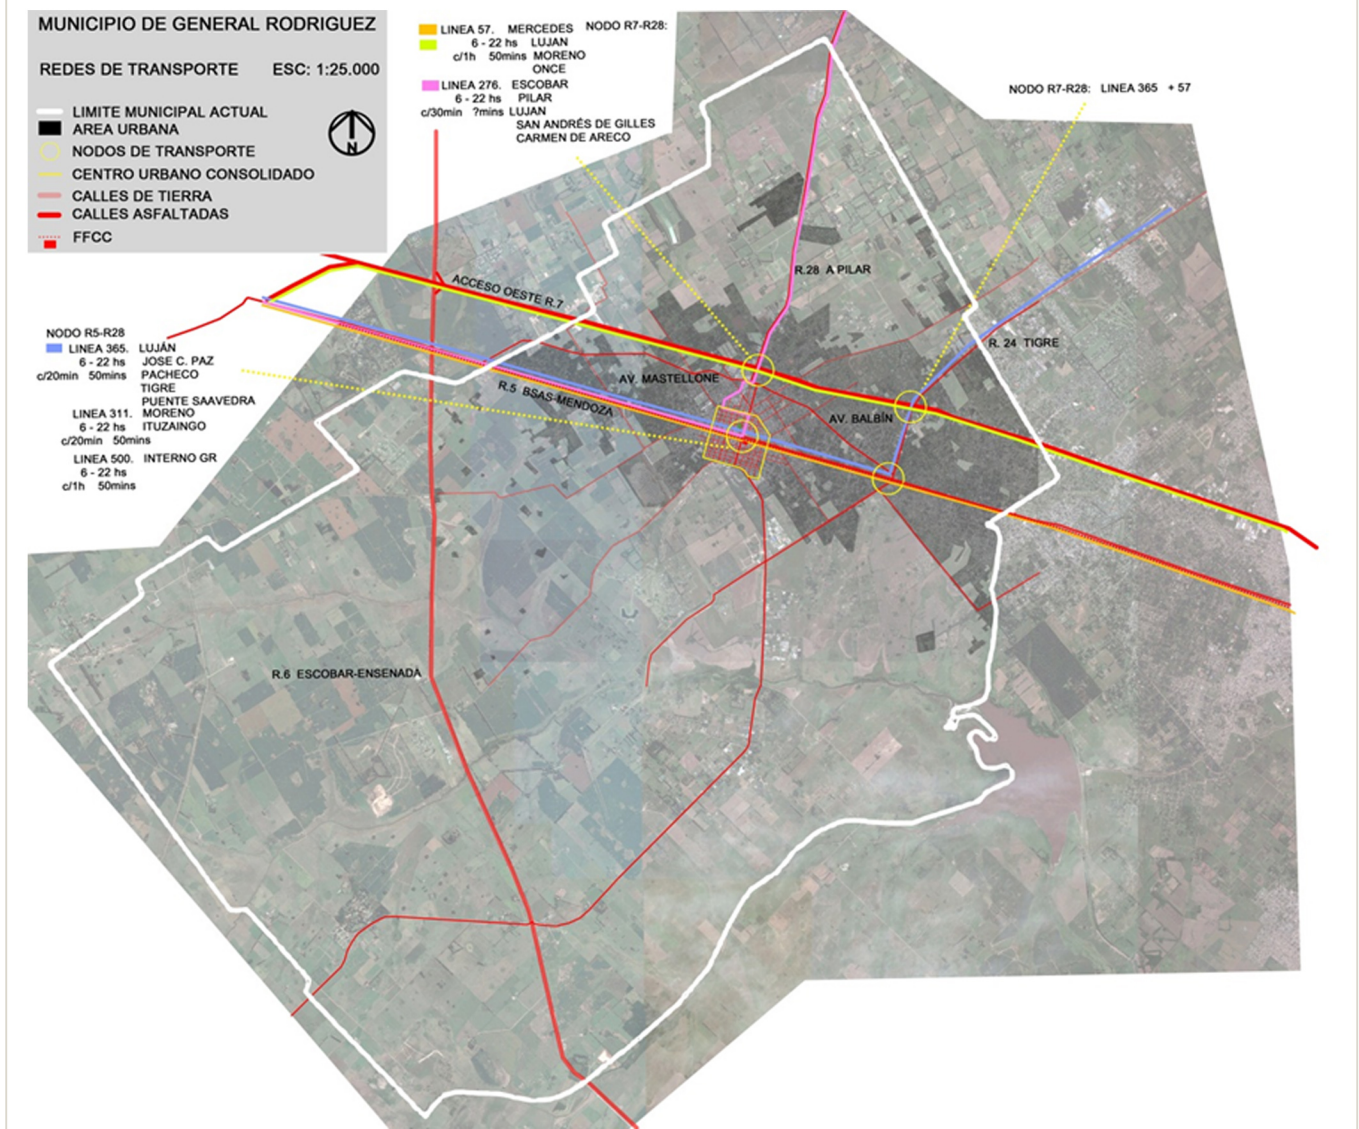 MUNICIPIO DE GENERAL RODRIGUEZ
REDES DE TRANSPORTE ESC: 1:25.000
LIMITE MUNICIPAL ACTUAL
AREA URBANA
NODOS DE TRANSPORTE
CENTRO URBANO CONSOLIDADO
CALLES DE TIERRA
CALLES ASFALTADAS
FFCC
N
LINEA 57. MERCEDES NODO R7-R28:
6 - 22 hs LUJAN
c/1h 50mins MORENO
ONCE
LINEA 276. ESCOBAR
6 - 22 hs PILAR
c/30min ?mins LUJAN
SAN ANDRÉS DE GILLES
CARMEN DE ARECO
NODO R7-R28: LINEA 365 + 57
R.28 A PILAR
ACCESO OESTE R.7
R. 24 TIGRE
AV. MASTELLONE
R.5 BSAS-MENDOZA
AV. BALBÍN
NODO R5-R28
LINEA 365. LUJÁN
6 - 22 hs JOSE C. PAZ
c/20min 50mins PACHECO
TIGRE
PUENTE SAAVEDRA
LINEA 311. MORENO
6 - 22 hs ITUZAINGO
c/20min 50mins
LINEA 500. INTERNO GR
6 - 22 hs
c/1h 50mins
R.6 ESCOBAR-ENSENADA